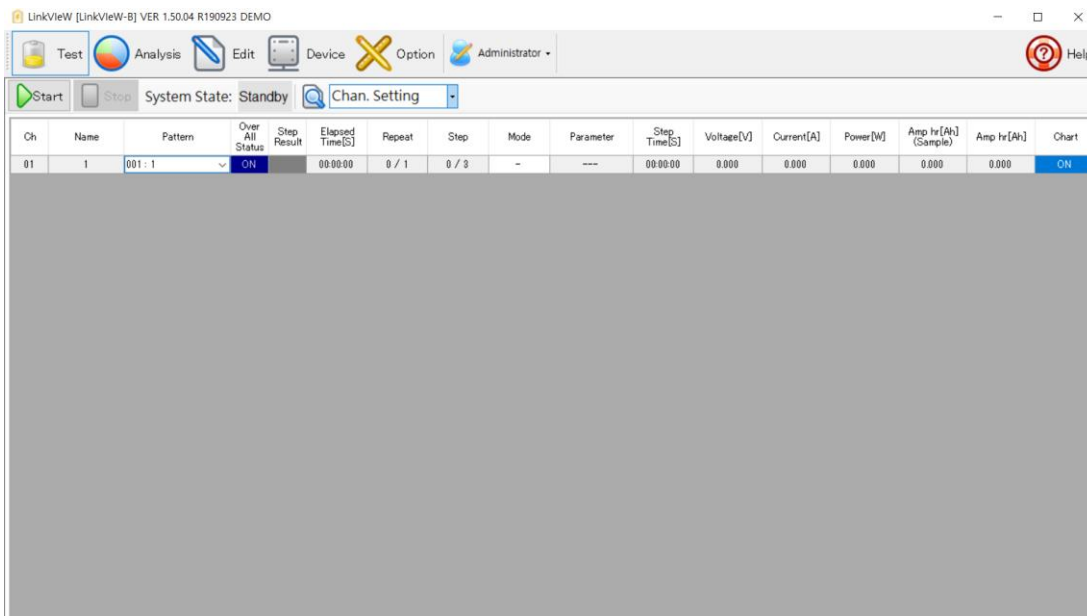 LinkVIeW [LinkVIeW-B] VER 1.50.04 R190923 DEMO
Test Analysis Edit Device Option Administrator Help
Start Stop System State: Standby Chan. Setting
Ch Name Pattern Over All Status Step Result Elapsed Time[S] Repeat Step Mode Parameter Step Time[S] Voltage[V] Current[A] Power[W] Amp hr[Ah] (Sample) Amp hr[Ah] Chart
01 1 001 : 1 ON 00:00:00 0 / 1 0 / 3 - --- 00:00:00 0.000 0.000 0.000 0.000 0.000 ON